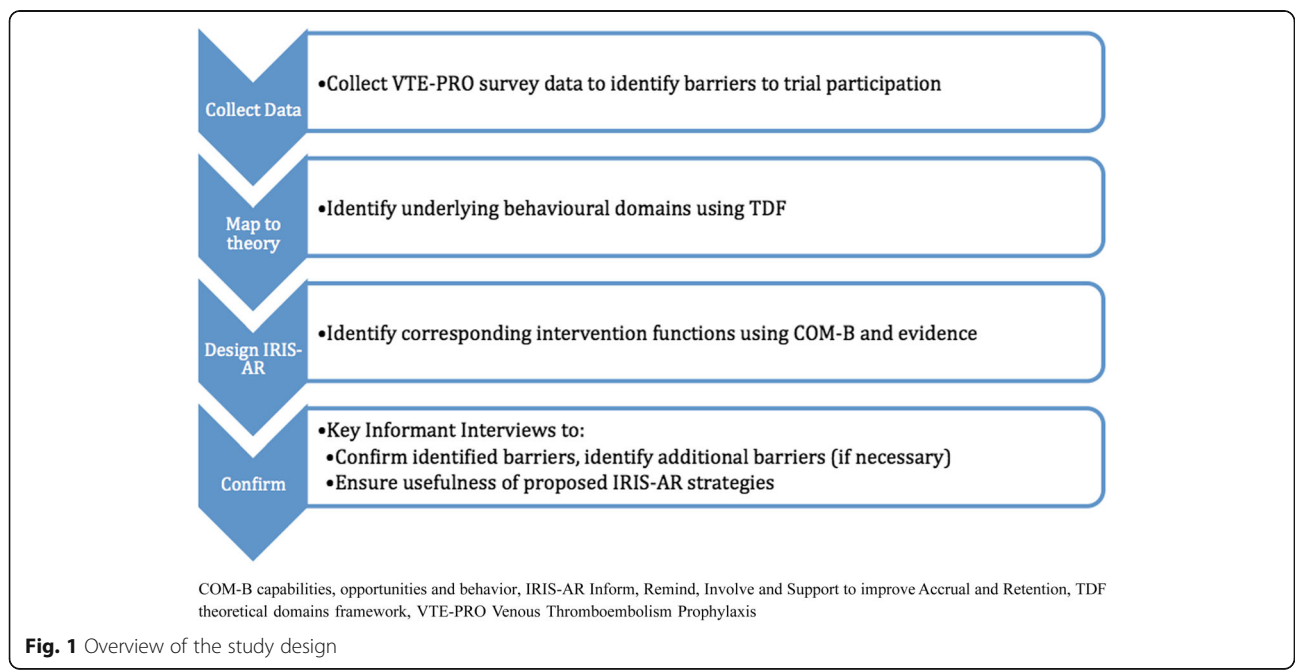 Collect Data
•Collect VTE-PRO survey data to identify barriers to trial participation
Map to
theory
•Identify underlying behavioural domains using TDF
Design IRIS-
AR
•Identify corresponding intervention functions using COM-B and evidence
Confirm
•Key Informant Interviews to:
•Confirm identified barriers, identify additional barriers (if necessary)
•Ensure usefulness of proposed IRIS-AR strategies
COM-B capabilities, opportunities and behavior, IRIS-AR Inform, Remind, Involve and Support to improve Accrual and Retention, TDF
theoretical domains framework, VTE-PRO Venous Thromboembolism Prophylaxis
Fig. 1 Overview of the study design